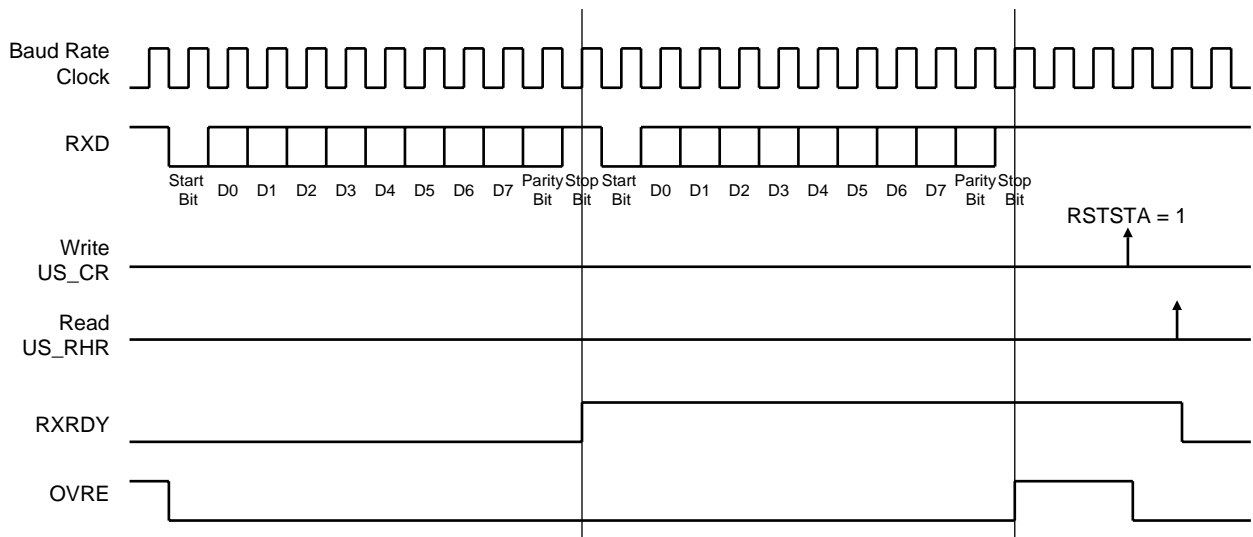 Baud Rate
Clock
RXD
Start
Bit
D0
D1
D2
D3
D4
D5
D6
D7
Parity
Bit
Stop
Bit
Start
Bit
D0
D1
D2
D3
D4
D5
D6
D7
Parity
Bit
Stop
Bit
RSTSTA = 1
Write
US_CR
Read
US_RHR
RXRDY
OVRE